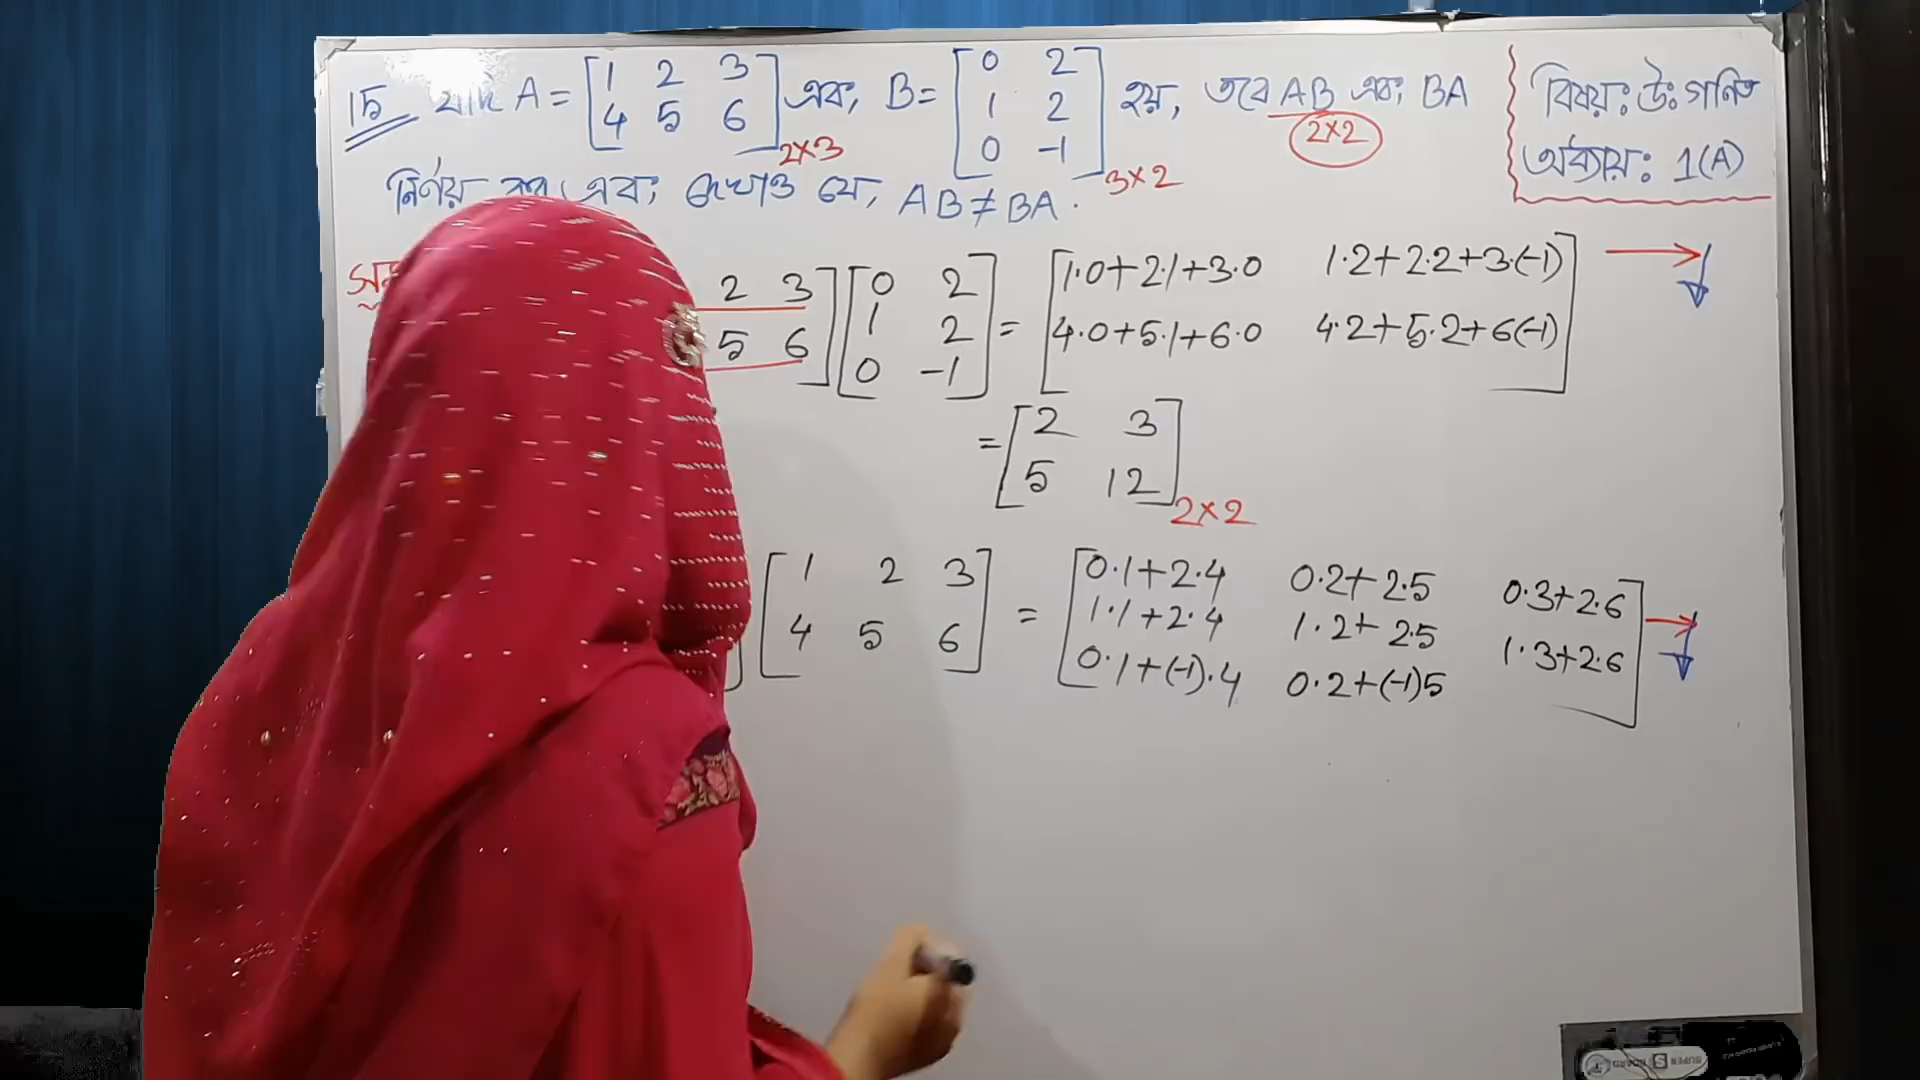 15 যদি A = [1 2 3; 4 5 6] 2×3 এবং, B = [0 2; 1 2; 0 -1] 3×2 হয়, তবে AB এবং BA
2×2
নির্ণয় কর এবং দেখাও যে, AB ≠ BA.
বিষয়ঃ উঃ গনিত
অধ্যায়ঃ 1(A)
2 3; 5 6] [0 2; 1 2; 0 -1] = [1·0+2·1+3·0 1·2+2·2+3·(-1); 4·0+5·1+6·0 4·2+5·2+6(-1)]
= [2 3; 5 12] 2×2
[1 2 3; 4 5 6] = [0·1+2·4 0·2+2·5 0·3+2·6; 1·1+2·4 1·2+2·5 1·3+2·6; 0·1+(-1)·4 0·2+(-1)5]